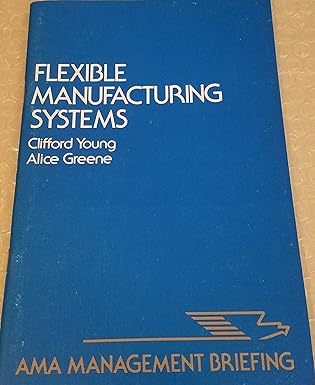 FLEXIBLE
MANUFACTURING
SYSTEMS
Clifford Young
Alice Greene
AMA MANAGEMENT BRIEFING